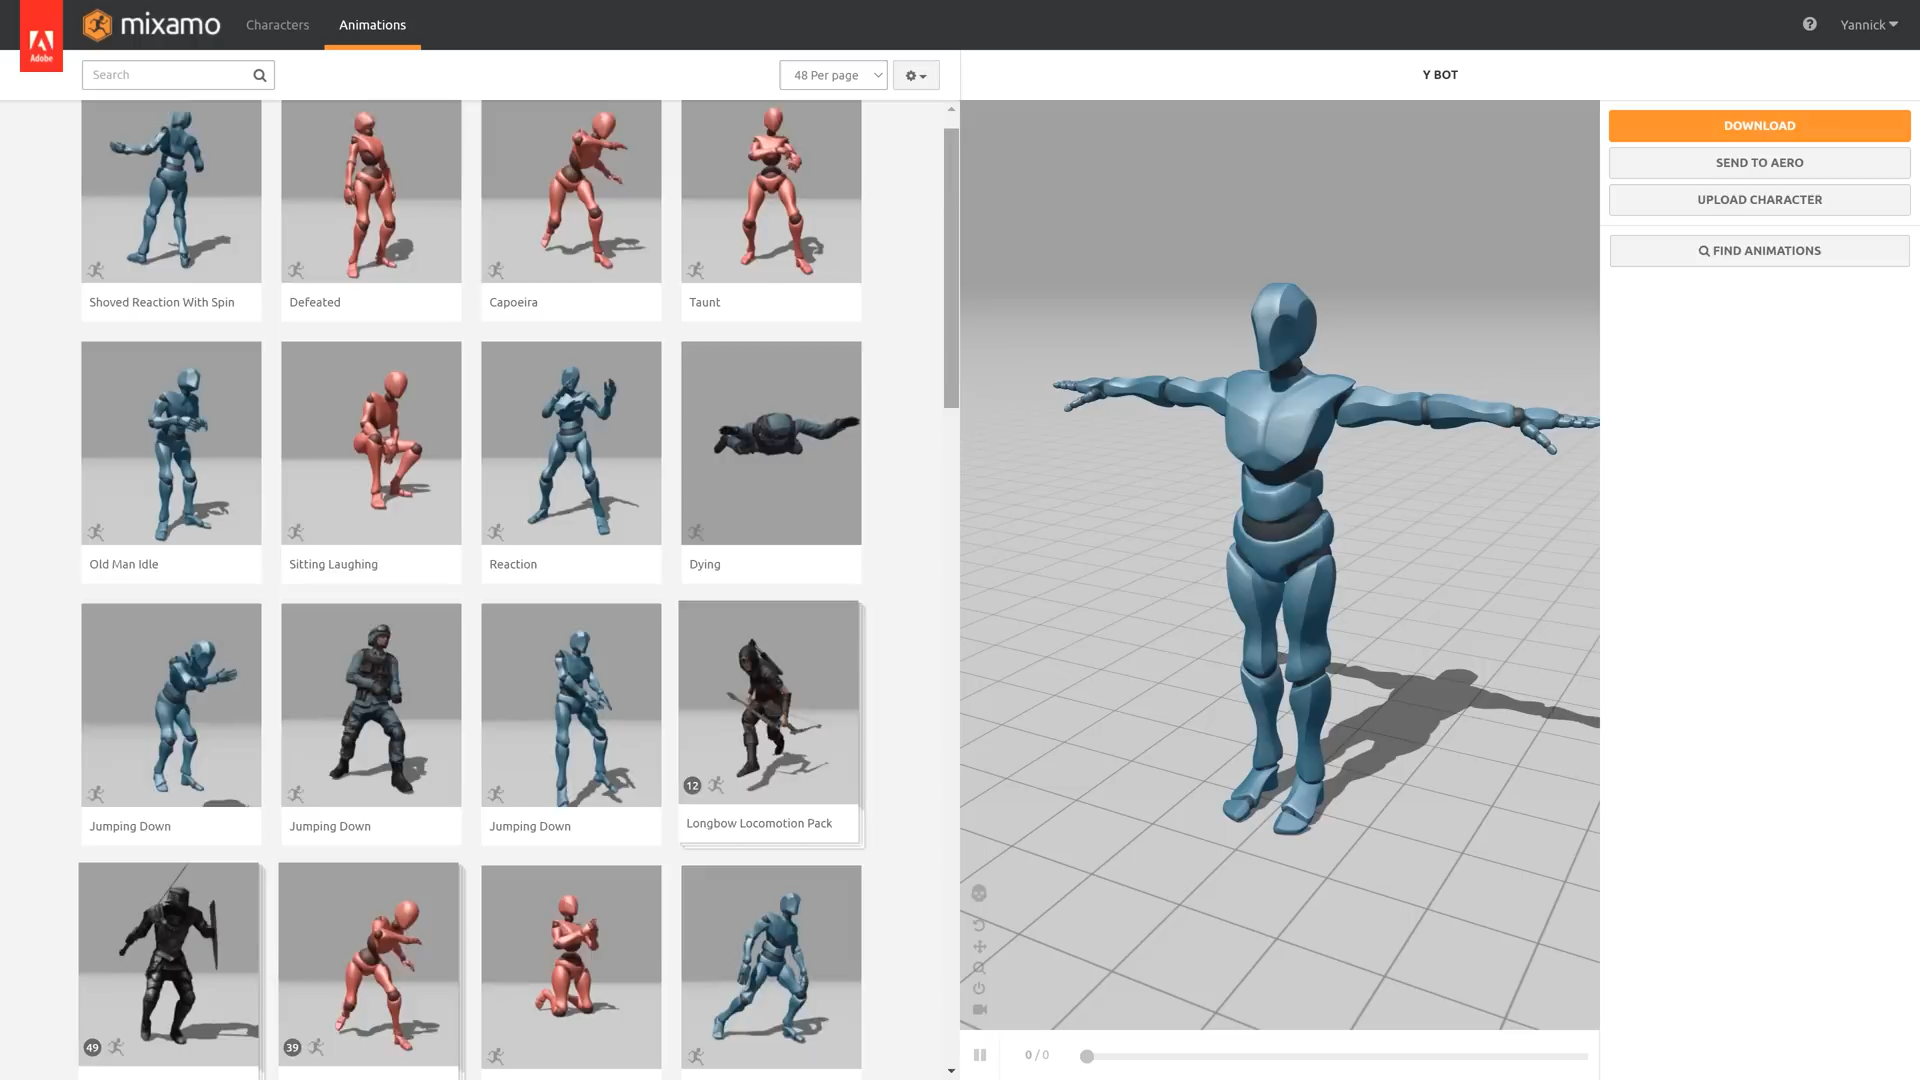 Adobe
mixamo
Characters
Animations
Yannick
Search
48 Per page
Y BOT
DOWNLOAD
SEND TO AERO
UPLOAD CHARACTER
FIND ANIMATIONS
Shoved Reaction With Spin
Defeated
Capoeira
Taunt
Old Man Idle
Sitting Laughing
Reaction
Dying
12
Jumping Down
Jumping Down
Jumping Down
Longbow Locomotion Pack
49
39
0 / 0